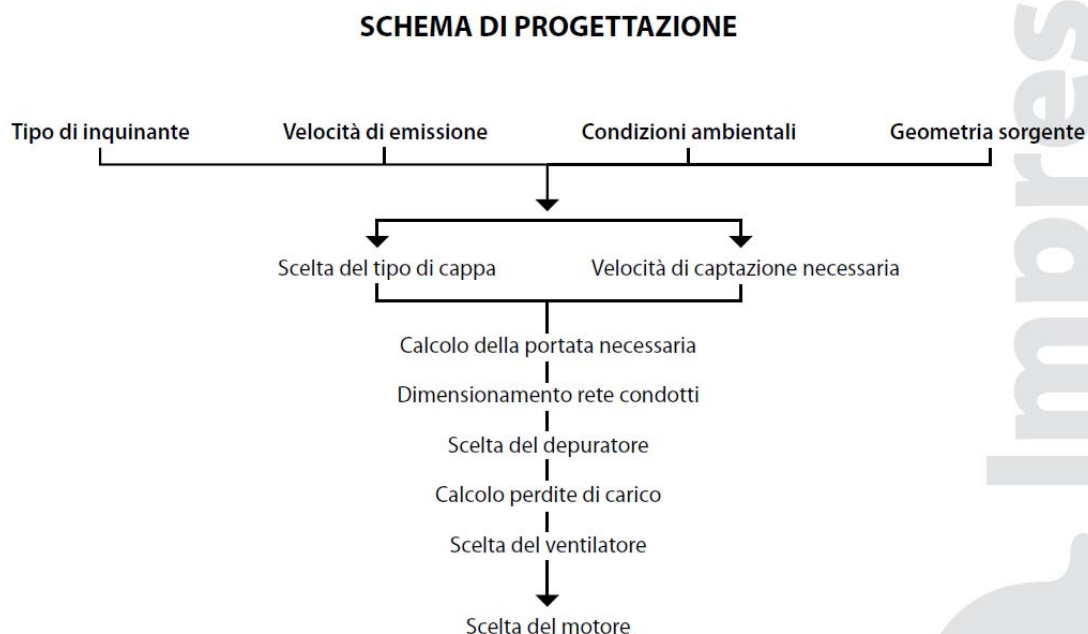 SCHEMA DI PROGETTAZIONE
Tipo di inquinante
Velocità di emissione
Condizioni ambientali
Geometria sorgente
Scelta del tipo di cappa
Velocità di captazione necessaria
Calcolo della portata necessaria
Dimensionamento rete condotti
Scelta del depuratore
Calcolo perdite di carico
Scelta del ventilatore
Scelta del motore
Impres